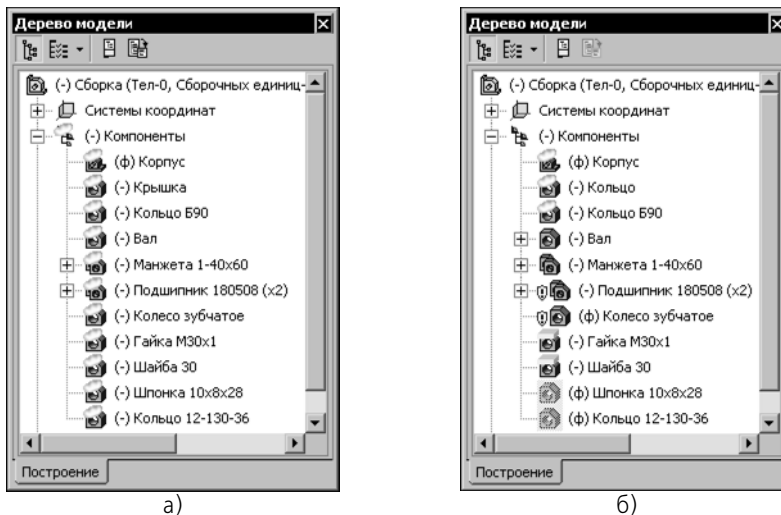 Дерево модели
(-) Сборка (Тел-0, Сборочных единиц-
Системы координат
(-) Компоненты
(ф) Корпус
(-) Крышка
(-) Кольцо Б90
(-) Вал
(-) Манжета 1-40x60
(-) Подшипник 180508 (x2)
(-) Колесо зубчатое
(-) Гайка М30x1
(-) Шайба 30
(-) Шпонка 10x8x28
(-) Кольцо 12-130-36
Построение
а)
Дерево модели
(-) Сборка (Тел-0, Сборочных единиц-
Системы координат
(-) Компоненты
(ф) Корпус
(-) Кольцо
(-) Кольцо Б90
(-) Вал
(-) Манжета 1-40x60
(-) Подшипник 180508 (x2)
(ф) Колесо зубчатое
(-) Гайка М30x1
(-) Шайба 30
(ф) Шпонка 10x8x28
(ф) Кольцо 12-130-36
Построение
б)